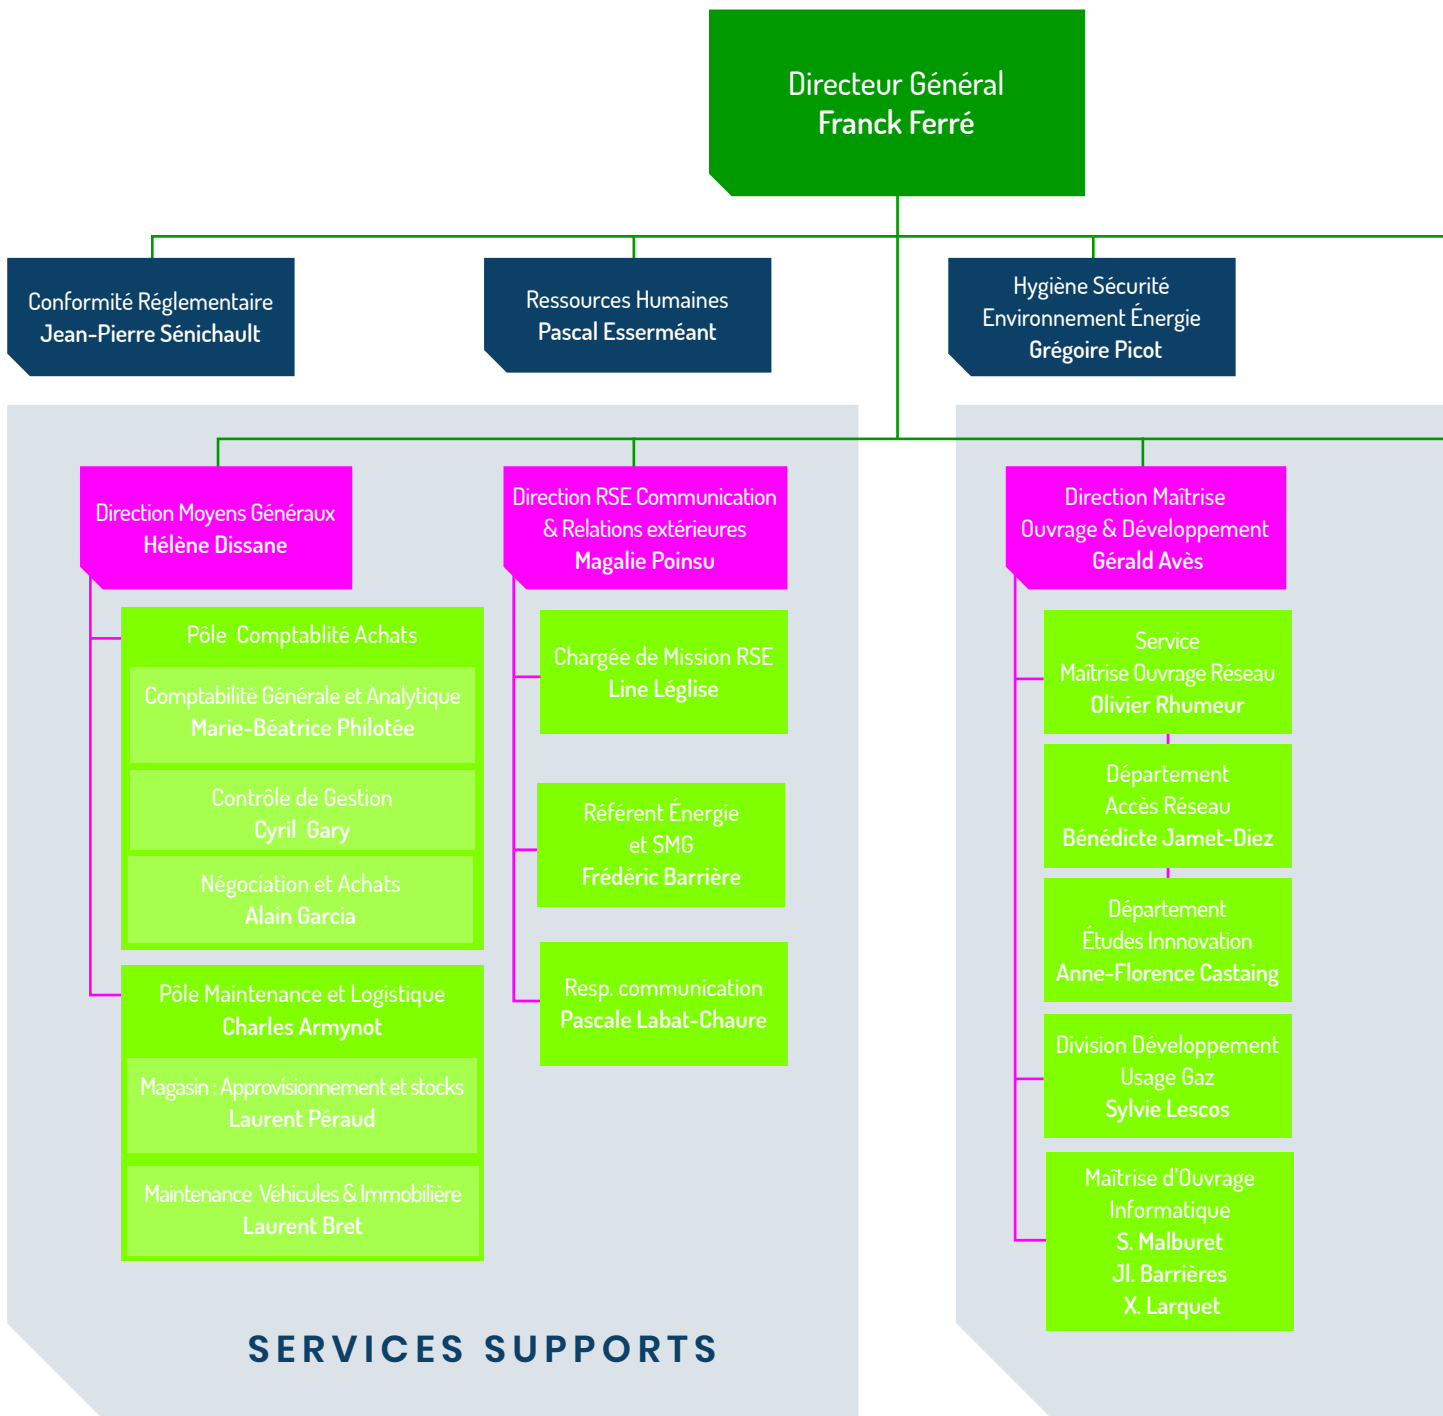 Directeur Général
Franck Ferré
Conformité Réglementaire
Jean-Pierre Sénichault
Ressources Humaines
Pascal Esserméant
Hygiène Sécurité
Environnement Énergie
Grégoire Picot
Direction Moyens Généraux
Hélène Dissane
Pôle Comptablité Achats
Comptabilité Générale et Analytique
Marie-Béatrice Philotée
Contrôle de Gestion
Cyril Gary
Négociation et Achats
Alain Garcia
Pôle Maintenance et Logistique
Charles Armynot
Magasin : Approvisionnement et stocks
Laurent Péraud
Maintenance Véhicules & Immobilière
Laurent Bret
Direction RSE Communication
& Relations extérieures
Magalie Poinsu
Chargée de Mission RSE
Line Léglise
Référent Énergie
et SMG
Frédéric Barrière
Resp. communication
Pascale Labat-Chaure
SERVICES SUPPORTS
Direction Maîtrise
Ouvrage & Développement
Gérald Avès
Service
Maîtrise Ouvrage Réseau
Olivier Rhumeur
Département
Accès Réseau
Bénédicte Jamet-Diez
Département
Études Innnovation
Anne-Florence Castaing
Division Développement
Usage Gaz
Sylvie Lescos
Maîtrise d'Ouvrage
Informatique
S. Malburet
Jl. Barrières
X. Larquet